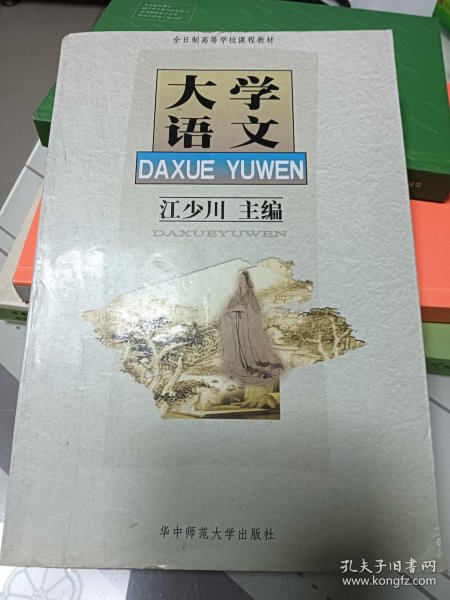 全日制高等学校课程教材
大学
语文
DAXUE YUWEN
江少川 主编
DAXUEYUWEN
华中师范大学出版社
孔夫子旧书网
www.kongfz.com